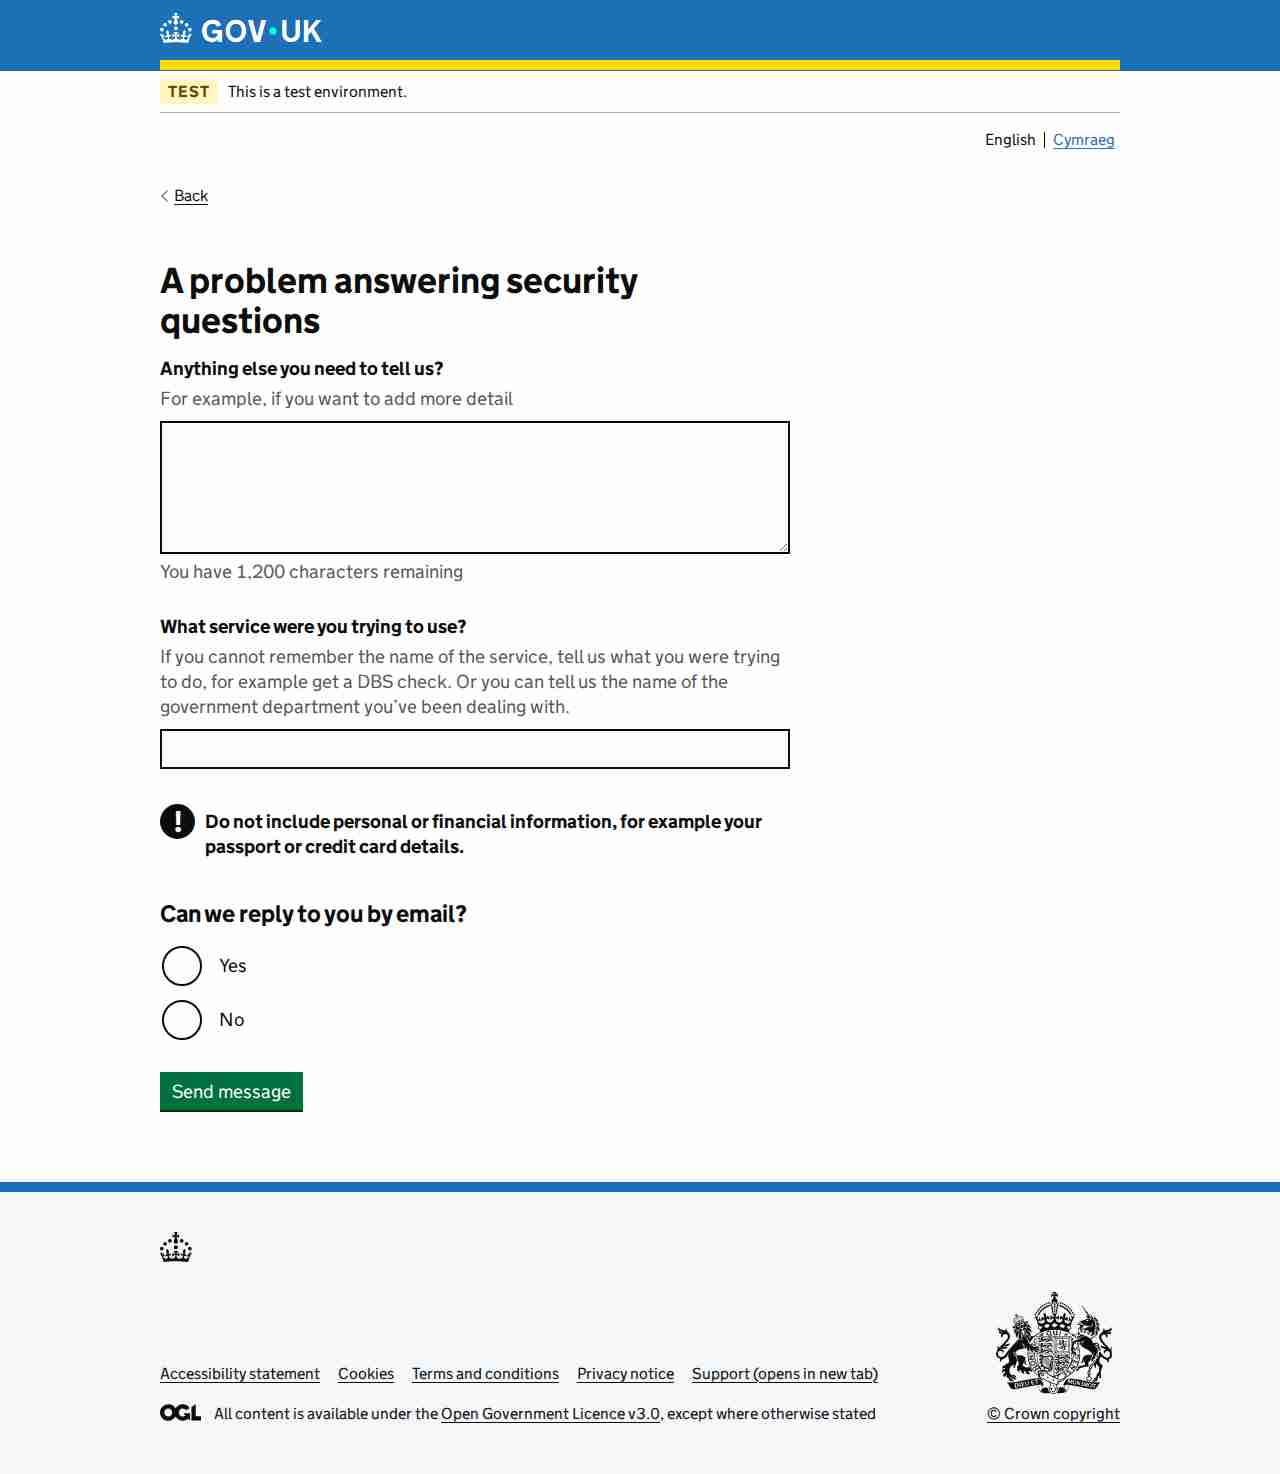 GOV·UK
TEST This is a test environment.
English Cymraeg
Back
A problem answering security
questions
Anything else you need to tell us?
For example, if you want to add more detail
You have 1,200 characters remaining
What service were you trying to use?
If you cannot remember the name of the service, tell us what you were trying
to do, for example get a DBS check. Or you can tell us the name of the
government department you’ve been dealing with.
! Do not include personal or financial information, for example your
passport or credit card details.
Can we reply to you by email?
Yes
No
Send message
Accessibility statement Cookies Terms and conditions Privacy notice Support (opens in new tab)
OGL All content is available under the Open Government Licence v3.0, except where otherwise stated
© Crown copyright